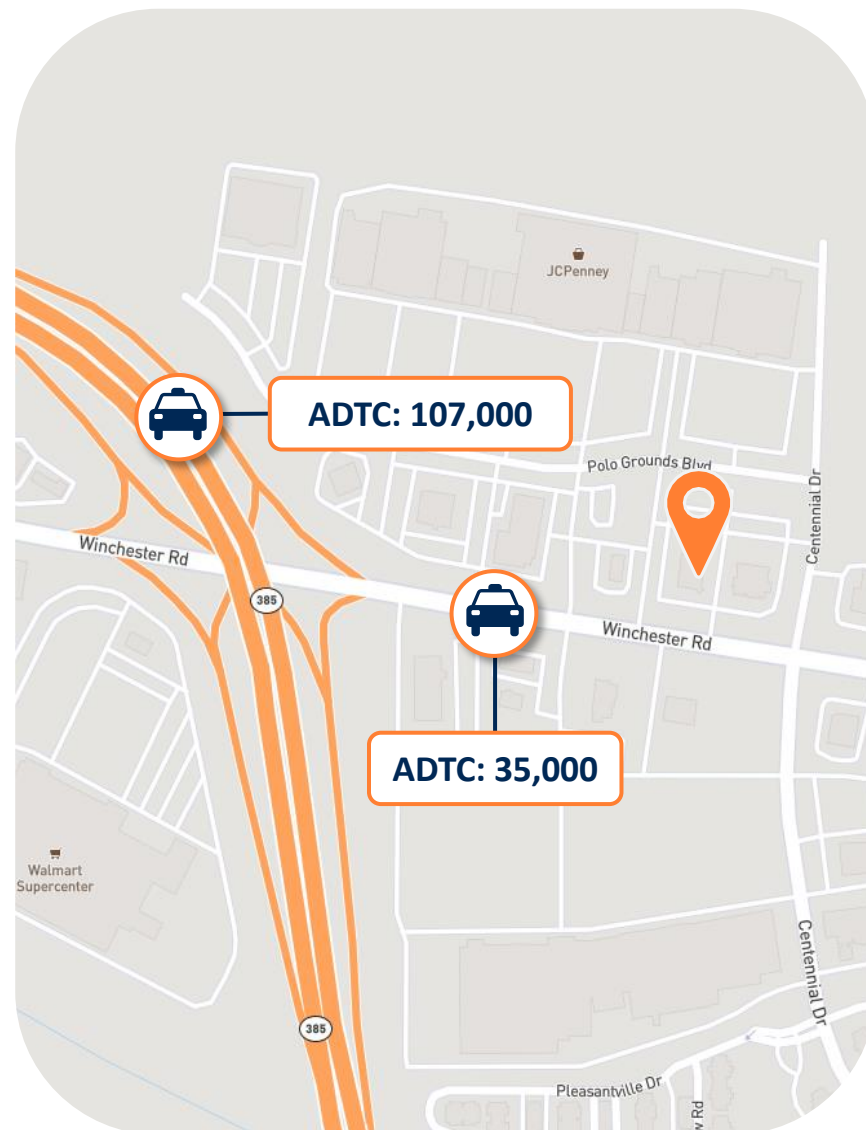 JCPenney
ADTC: 107,000
Polo Grounds Blvd
Centennial Dr
Winchester Rd
385
Winchester Rd
ADTC: 35,000
Walmart
Supercenter
Centennial Dr
385
Pleasantville Dr
w Rd